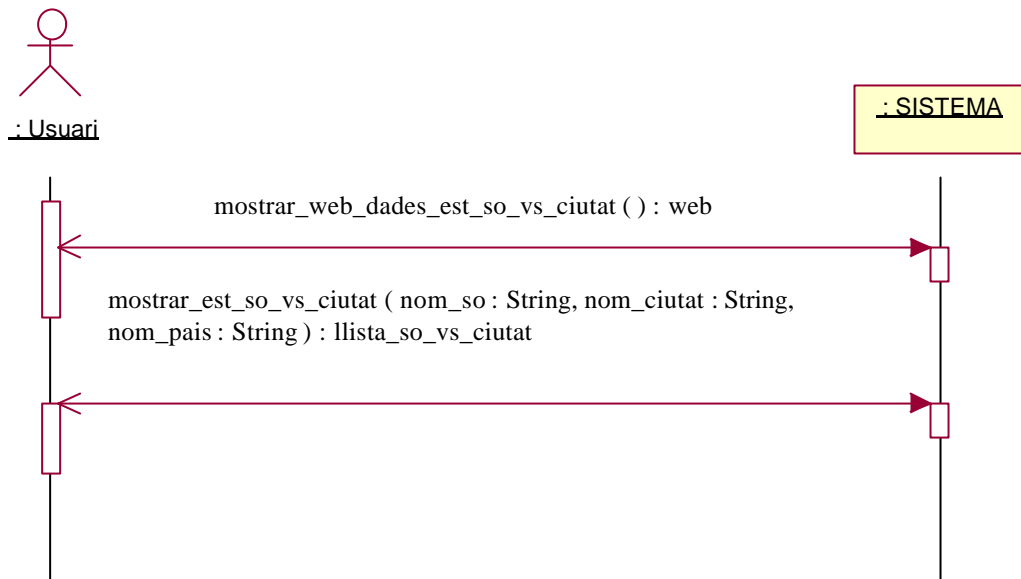 : Usuari
: SISTEMA
mostrar_web_dades_est_so_vs_ciutat ( ) : web
mostrar_est_so_vs_ciutat ( nom_so : String, nom_ciutat : String,
nom_pais : String ) : llista_so_vs_ciutat